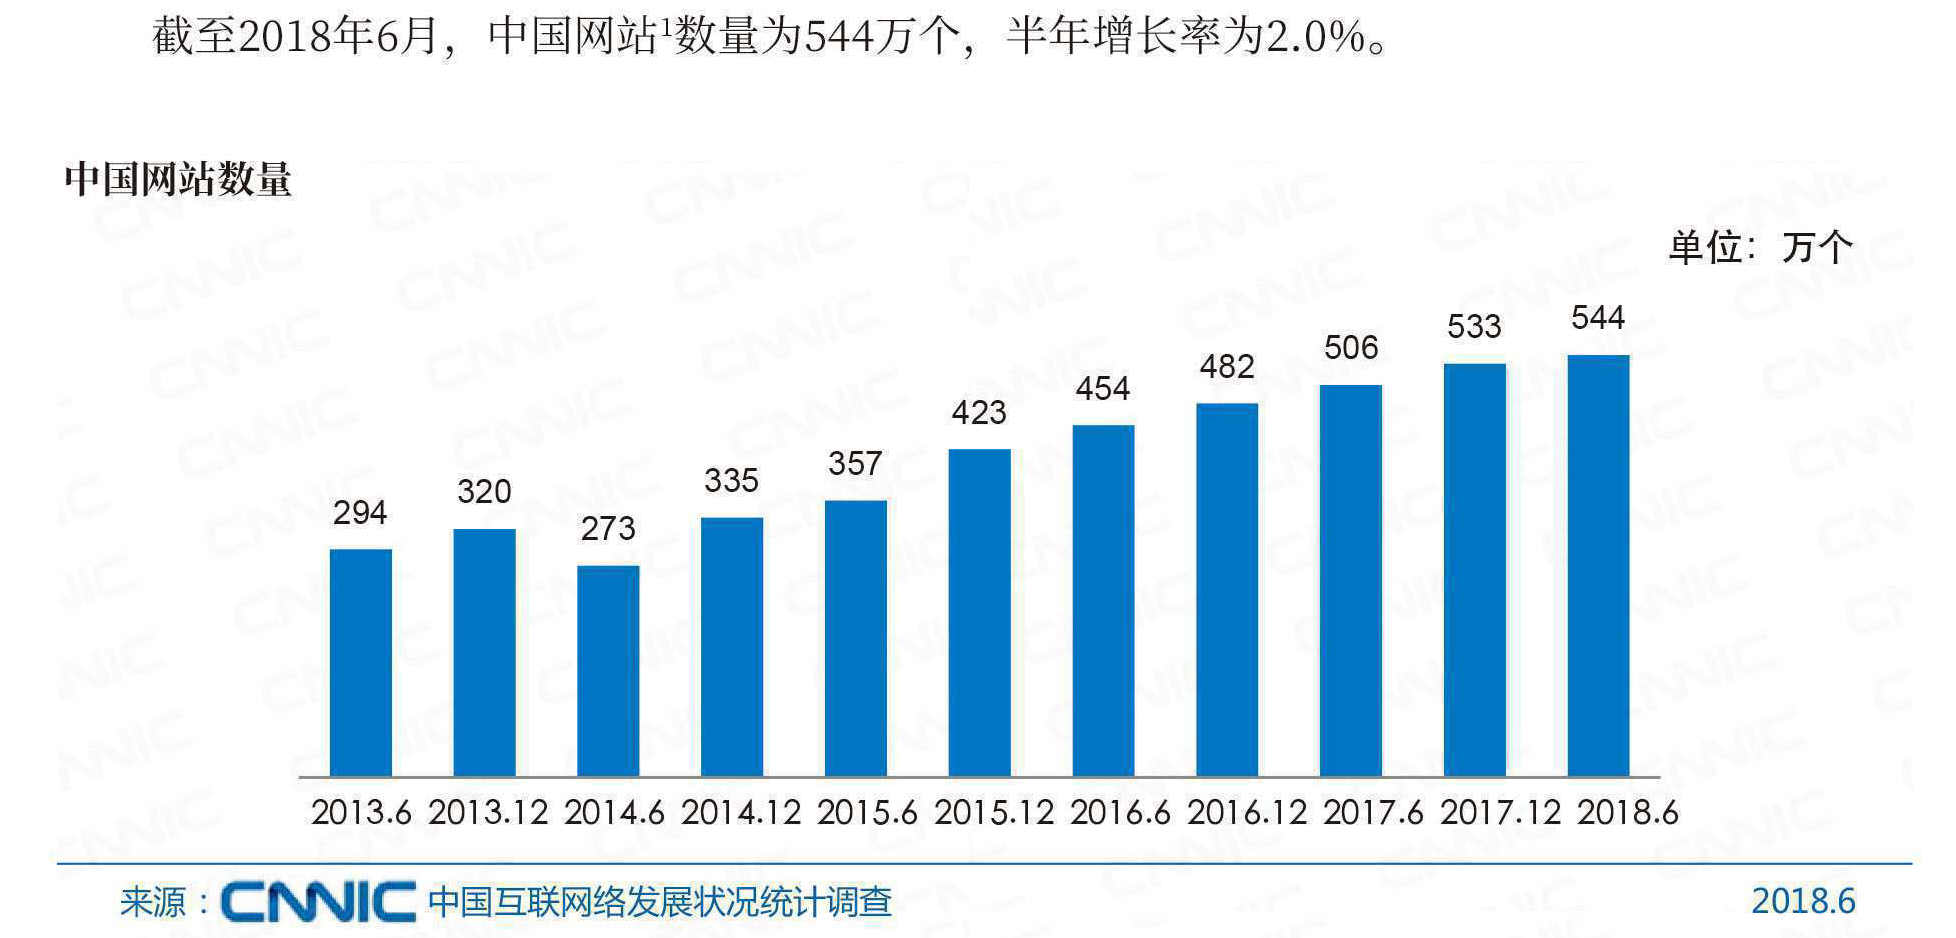 截至2018年6月，中国网站¹数量为544万个，半年增长率为2.0%。
中国网站数量
单位：万个
294 320 273 335 357 423 454 482 506 533 544
2013.6 2013.12 2014.6 2014.12 2015.6 2015.12 2016.6 2016.12 2017.6 2017.12 2018.6
来源：CNNIC 中国互联网络发展状况统计调查 2018.6